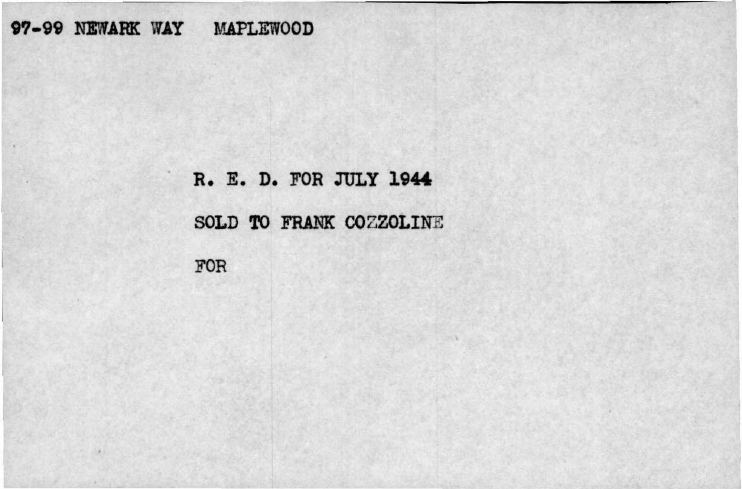 97-99 NEWARK WAY MAPLEWOOD
R. E. D. FOR JULY 1944
SOLD TO FRANK COZZOLINE
FOR